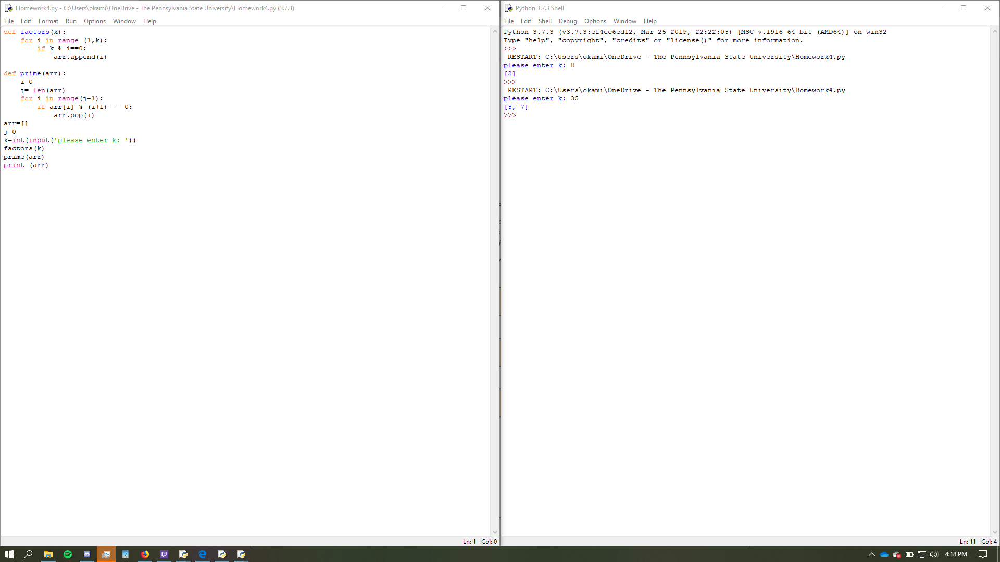 Homework4.py - C:\Users\okami\OneDrive - The Pennsylvania State University\Homework4.py (3.7.3)
File Edit Format Run Options Window Help
def factors(k):
    for i in range (1,k):
        if k % i==0:
            arr.append(i)

def prime(arr):
    i=0
    j= len(arr)
    for i in range(j-1):
        if arr[i] % (i+1) == 0:
            arr.pop(i)
arr=[]
j=0
k=int(input('please enter k: '))
factors(k)
prime(arr)
print (arr)
Ln: 1 Col: 0
Python 3.7.3 Shell
File Edit Shell Debug Options Window Help
Python 3.7.3 (v3.7.3:ef4ec6ed12, Mar 25 2019, 22:22:05) [MSC v.1916 64 bit (AMD64)] on win32
Type "help", "copyright", "credits" or "license()" for more information.
>>>
 RESTART: C:\Users\okami\OneDrive - The Pennsylvania State University\Homework4.py
please enter k: 8
[2]
>>>
 RESTART: C:\Users\okami\OneDrive - The Pennsylvania State University\Homework4.py
please enter k: 35
[5, 7]
>>>
Ln: 11 Col: 4
4:18 PM